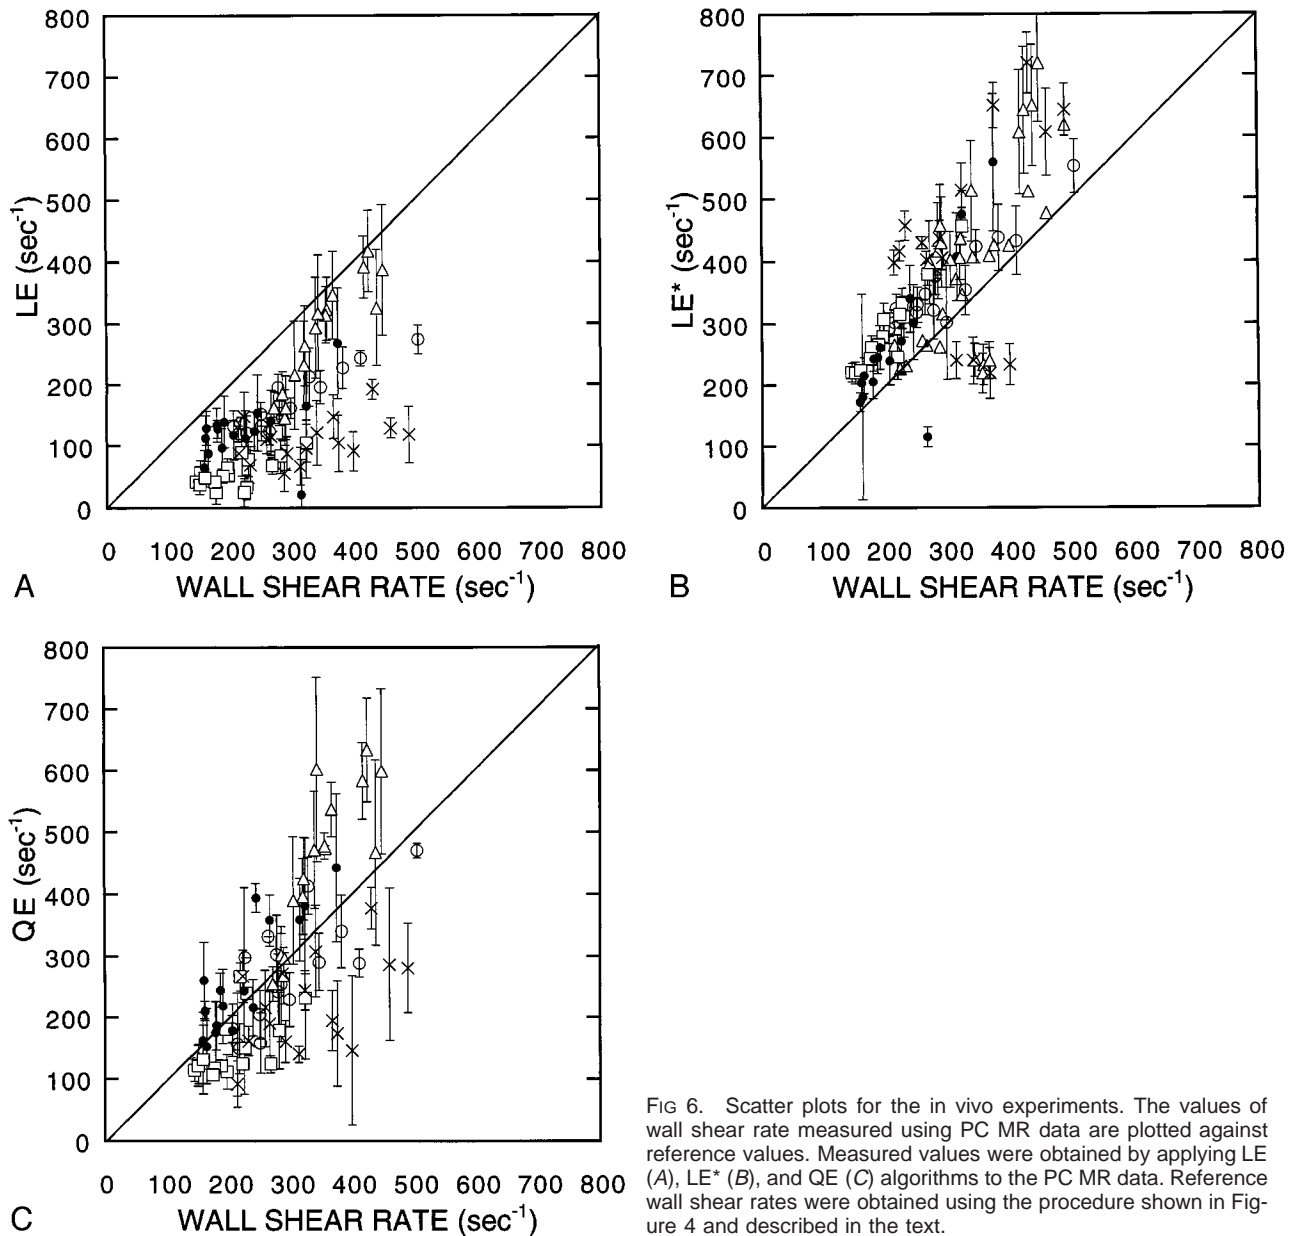 800
700
600
500
400
300
200
100
0
LE (sec⁻¹)
0 100 200 300 400 500 600 700 800
WALL SHEAR RATE (sec⁻¹)
A
800
700
600
500
400
300
200
100
0
LE* (sec⁻¹)
0 100 200 300 400 500 600 700 800
WALL SHEAR RATE (sec⁻¹)
B
800
700
600
500
400
300
200
100
0
QE (sec⁻¹)
0 100 200 300 400 500 600 700 800
WALL SHEAR RATE (sec⁻¹)
C
FIG 6. Scatter plots for the in vivo experiments. The values of
wall shear rate measured using PC MR data are plotted against
reference values. Measured values were obtained by applying LE
(A), LE* (B), and QE (C) algorithms to the PC MR data. Reference
wall shear rates were obtained using the procedure shown in Fig-
ure 4 and described in the text.